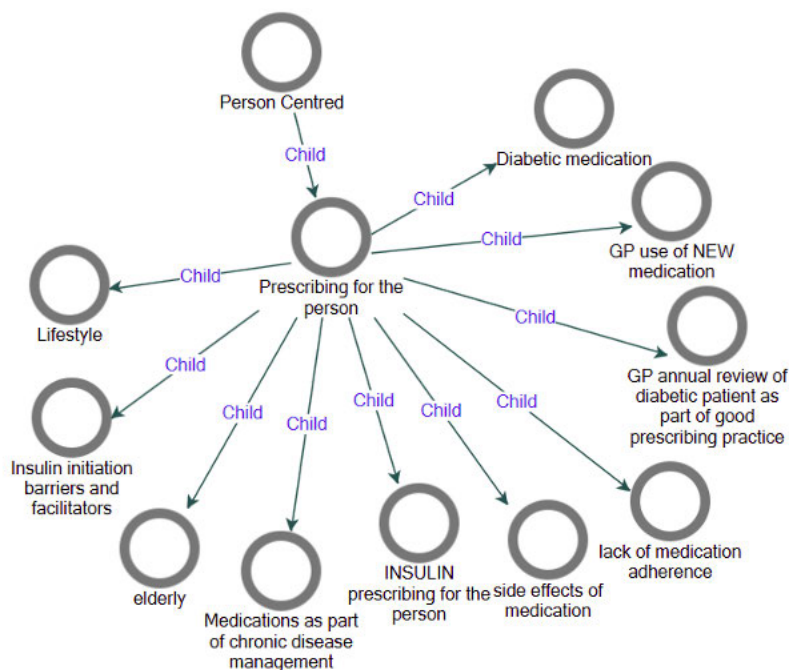 Person Centred
Child
Diabetic medication
Child
GP use of NEW
medication
Child
Prescribing for the
person
Child
Lifestyle
Child
GP annual review of
diabetic patient as
part of good
prescribing practice
Child
Insulin initiation
barriers and
facilitators
Child
elderly
Child
Medications as part
of chronic disease
management
Child
INSULIN
prescribing for the
person
Child
side effects of
medication
Child
lack of medication
adherence